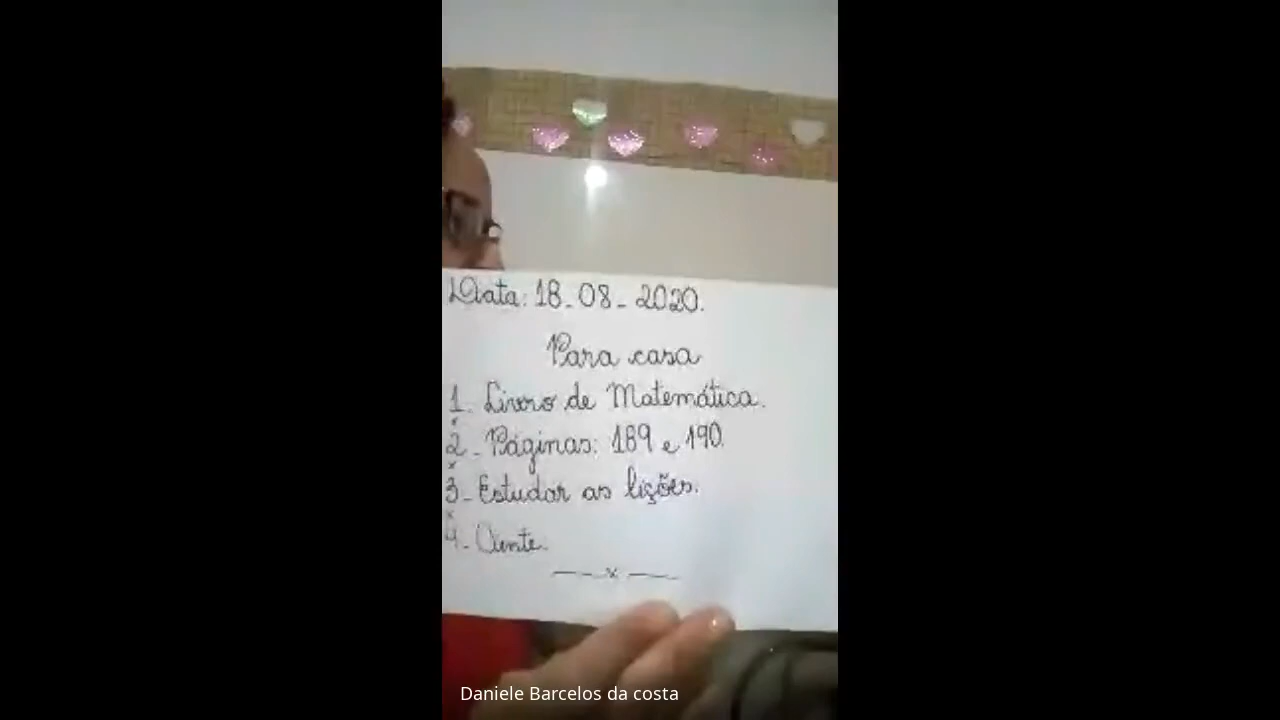 Data: 18-08-2020.
Para casa
1. Livro de Matemática.
2. Páginas: 189 e 190.
3. Estudar as lições.
4. Ciente.
Daniele Barcelos da costa